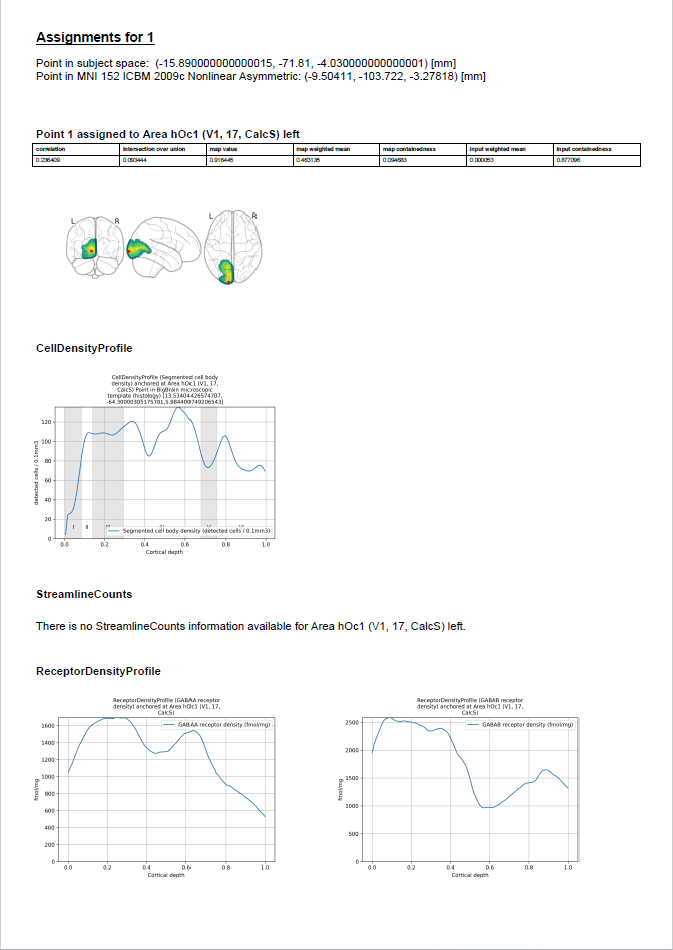 Assignments for 1
Point in subject space: (-15.890000000000015, -71.81, -4.030000000000001) [mm]
Point in MNI 152 ICBM 2009c Nonlinear Asymmetric: (-9.50411, -103.722, -3.27818) [mm]
Point 1 assigned to Area hOc1 (V1, 17, CalcS) left
correlation intersection over union map value map weighted mean map containedness input weighted mean input containedness
0.236409 0.093444 0.916445 0.463135 0.094683 0.000053 0.877096
L R L R
CellDensityProfile
CellDensityProfile (Segmented cell body
density) anchored at Area hOc1 (V1, 17,
CalcS) Point in BigBrain microscopic
template (histology) [13.53404426574707,
-64.30000305175781,5.984400749206543]
detected cells / 0.1mm3
120
100
80
60
40
20
0
I II
Segmented cell body density (detected cells / 0.1mm3)
0.0 0.2 0.4 0.6 0.8 1.0
Cortical depth
StreamlineCounts
There is no StreamlineCounts information available for Area hOc1 (V1, 17, CalcS) left.
ReceptorDensityProfile
ReceptorDensityProfile (GABAA receptor
density) anchored at Area hOc1 (V1, 17,
CalcS)
GABAA receptor density (fmol/mg)
fmol/mg
1600
1400
1200
1000
800
600
400
200
0
0.0 0.2 0.4 0.6 0.8 1.0
Cortical depth
ReceptorDensityProfile (GABAB receptor
density) anchored at Area hOc1 (V1, 17,
CalcS)
GABAB receptor density (fmol/mg)
fmol/mg
2500
2000
1500
1000
500
0
0.0 0.2 0.4 0.6 0.8 1.0
Cortical depth